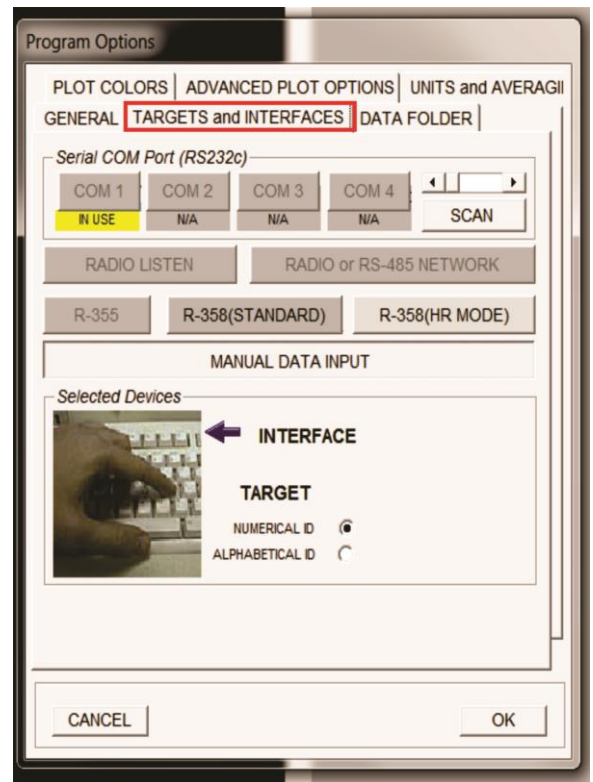 Program Options
PLOT COLORS ADVANCED PLOT OPTIONS UNITS and AVERAGII
GENERAL TARGETS and INTERFACES DATA FOLDER
Serial COM Port (RS232c)
COM 1 COM 2 COM 3 COM 4
IN USE N/A N/A N/A SCAN
RADIO LISTEN RADIO or RS-485 NETWORK
R-355 R-358(STANDARD) R-358(HR MODE)
MANUAL DATA INPUT
Selected Devices
INTERFACE
TARGET
NUMERICAL ID
ALPHABETICAL ID
CANCEL OK